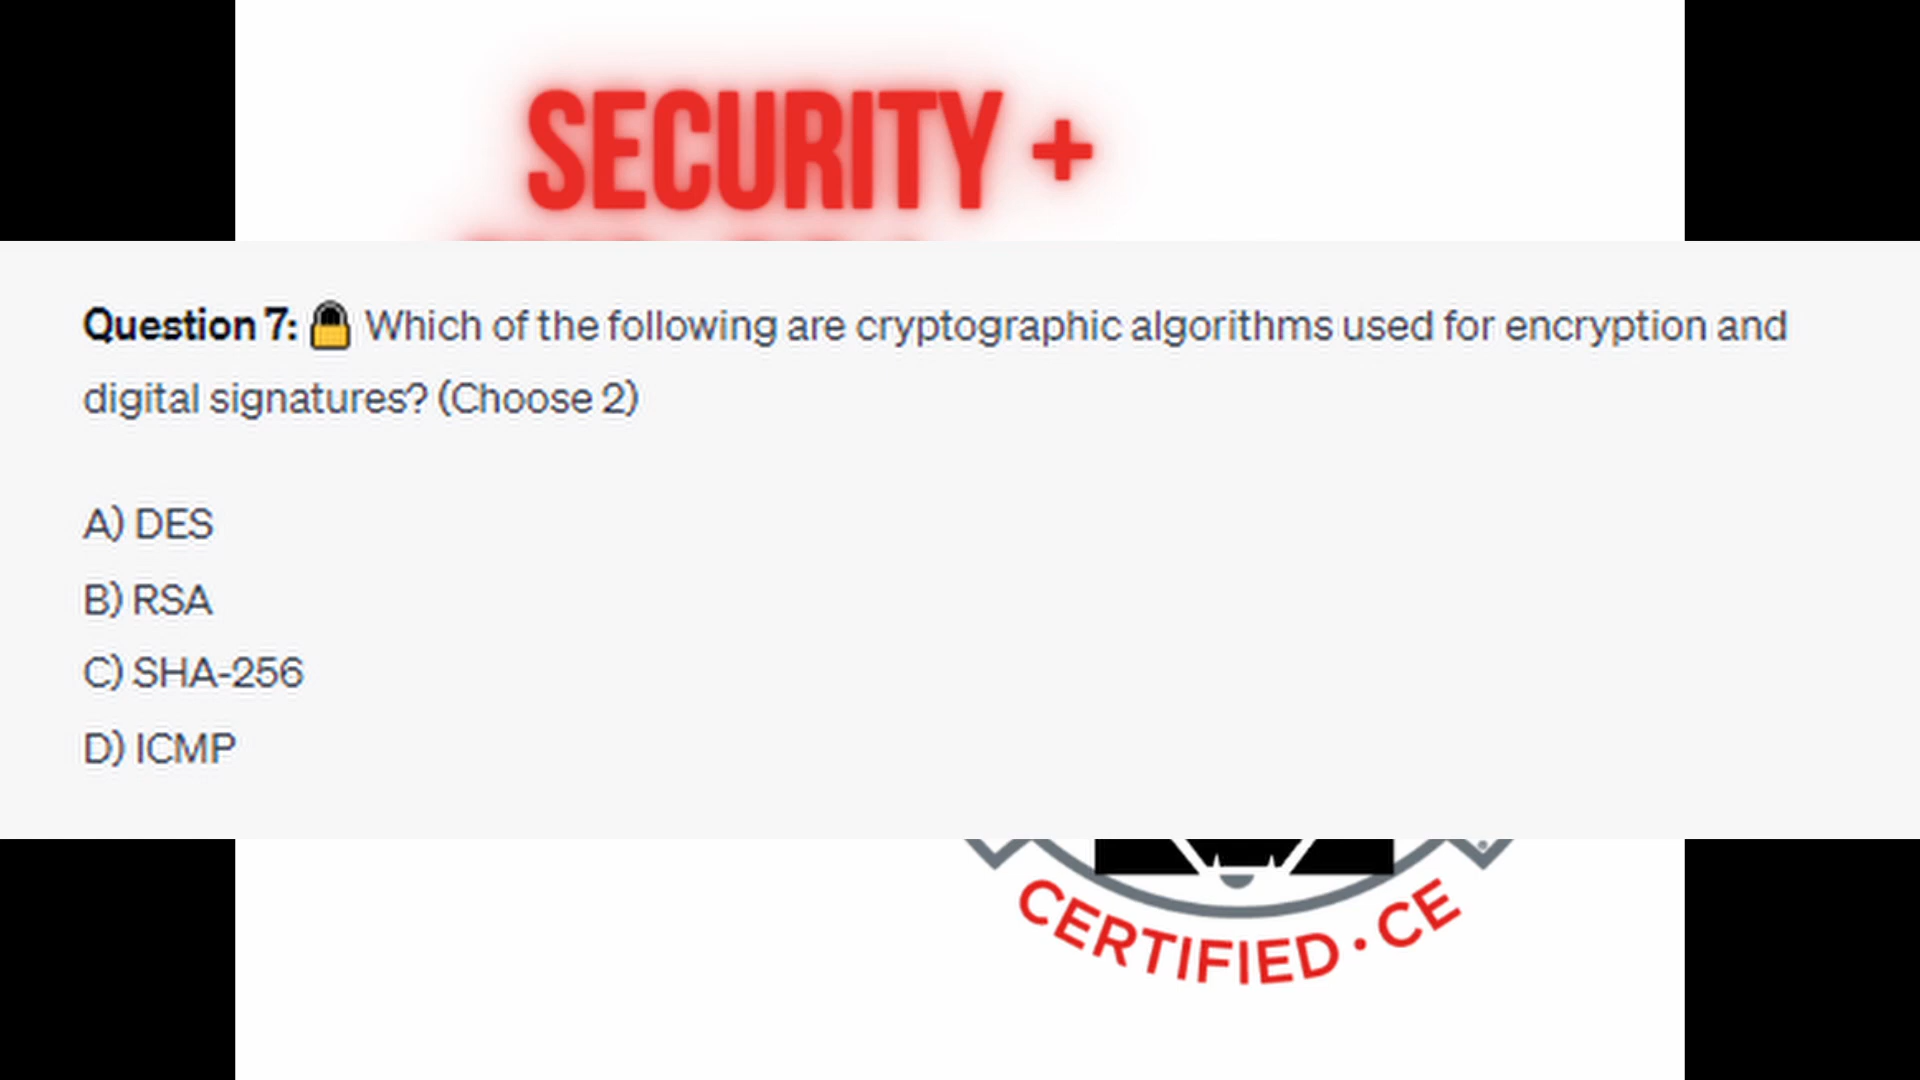 SECURITY +
Question 7: 🔒 Which of the following are cryptographic algorithms used for encryption and
digital signatures? (Choose 2)
A) DES
B) RSA
C) SHA-256
D) ICMP
CERTIFIED • CE